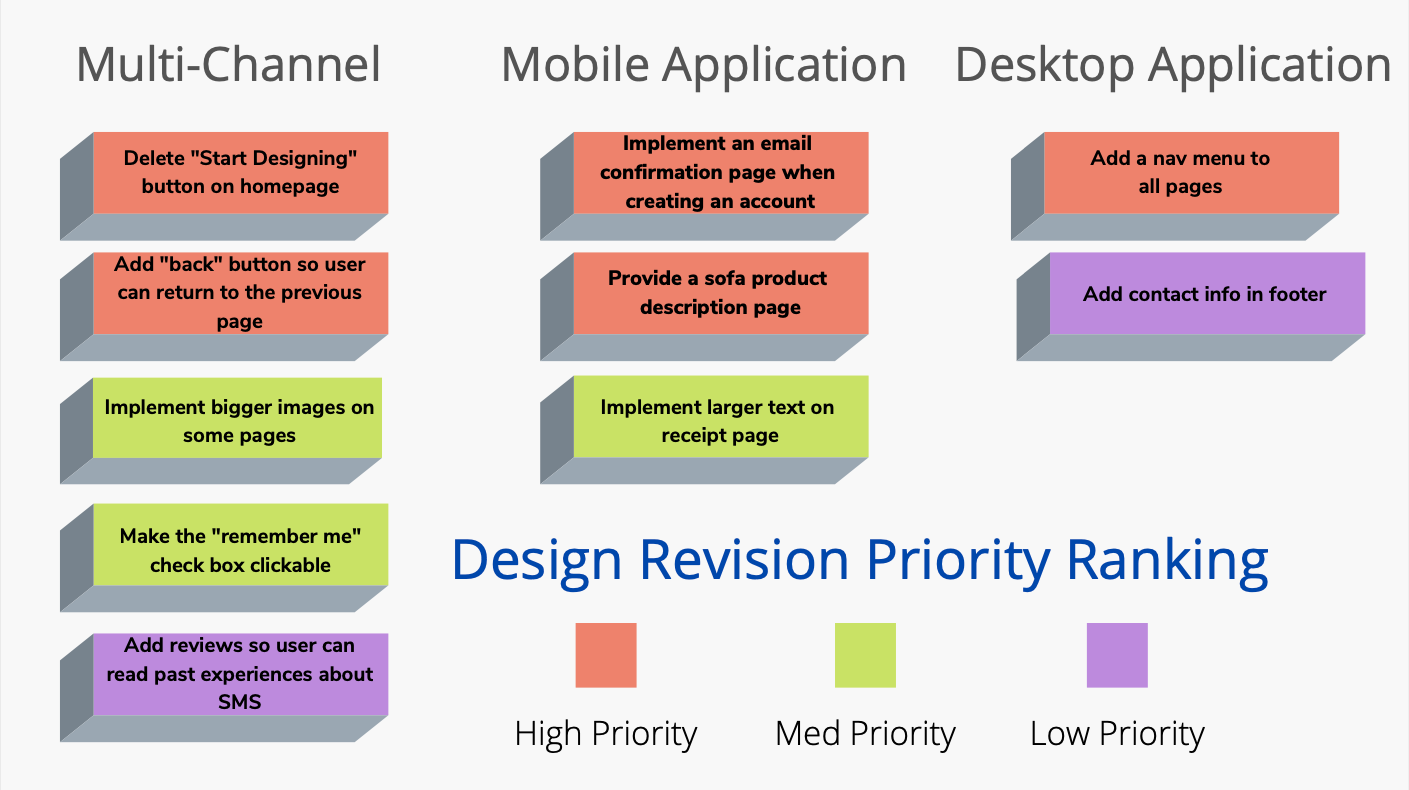 Multi-Channel
Mobile Application
Desktop Application
Delete "Start Designing"
button on homepage
Add "back" button so user
can return to the previous
page
Implement bigger images on
some pages
Make the "remember me"
check box clickable
Add reviews so user can
read past experiences about
SMS
Implement an email
confirmation page when
creating an account
Provide a sofa product
description page
Implement larger text on
receipt page
Add a nav menu to
all pages
Add contact info in footer
Design Revision Priority Ranking
High Priority
Med Priority
Low Priority